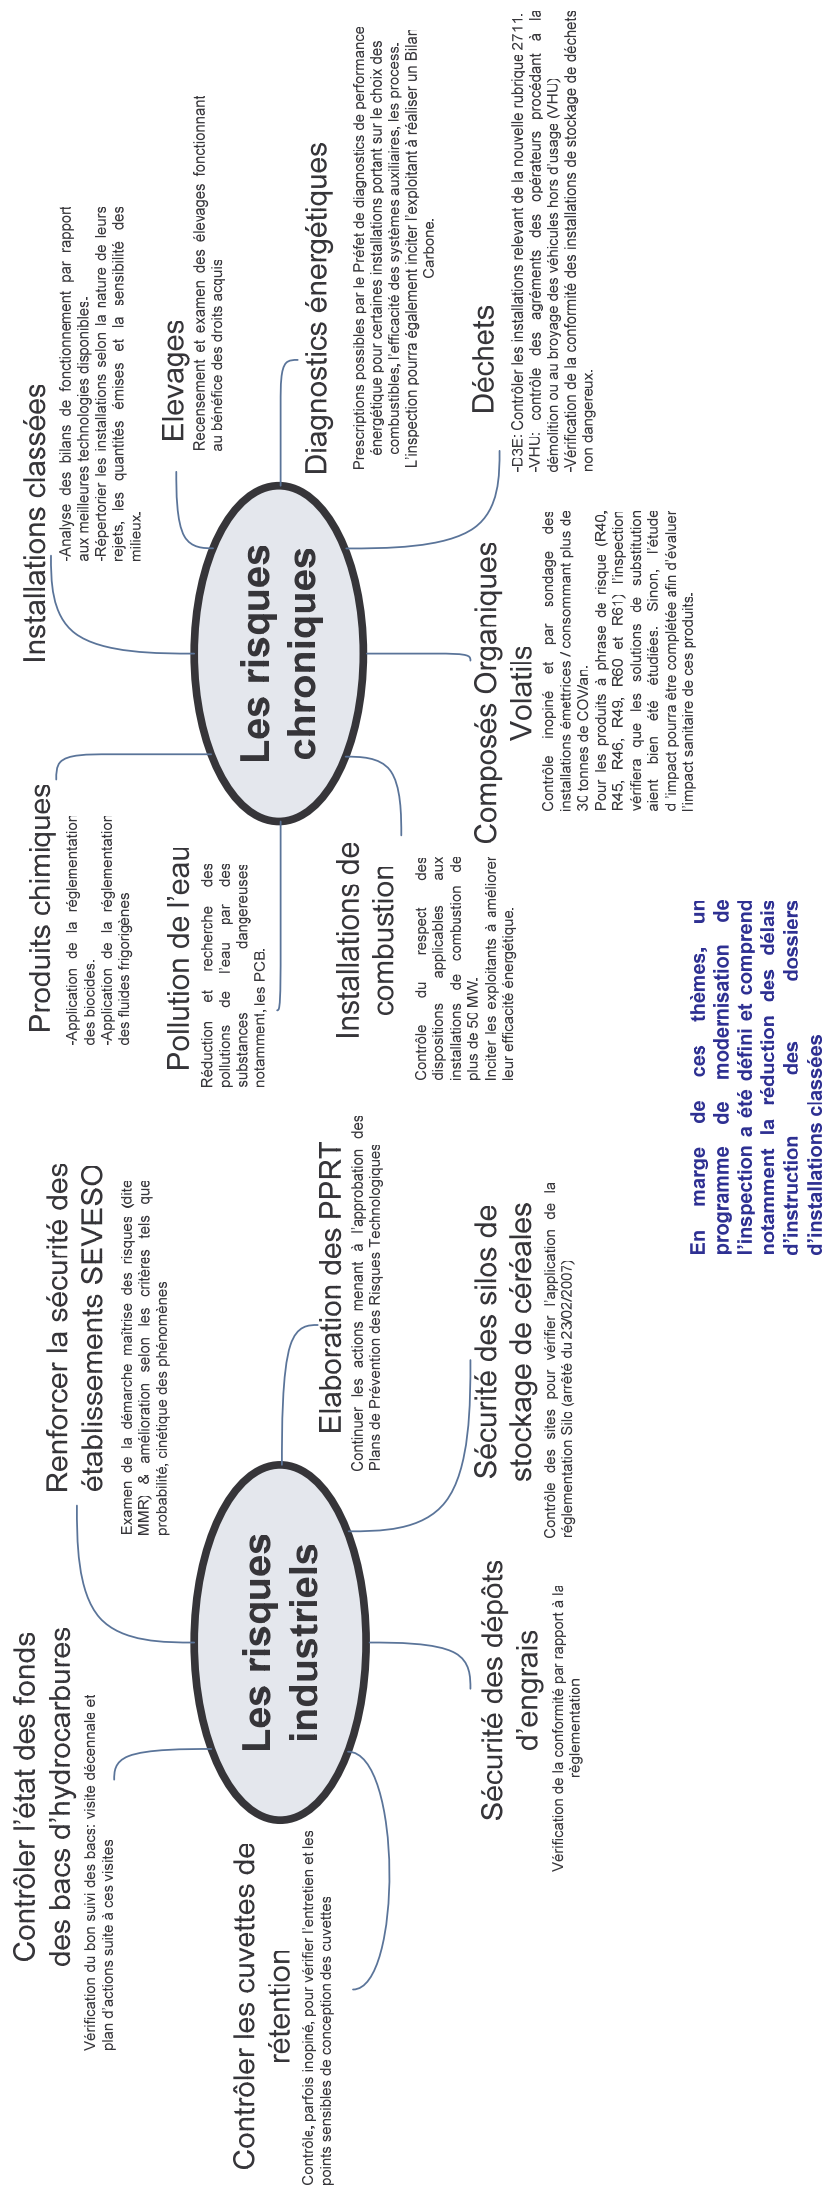 Contrôler l'état des fonds
des bacs d'hydrocarbures
Vérification du bon suivi des bacs: visite décennale et
plan d'actions suite à ces visites
Renforcer la sécurité des
établissements SEVESO
Examen de la démarche maîtrise des risques (dite
MMR) & amélioration selon les critères tels que
probabilité, cinétique des phénomènes
Contrôler les cuvettes de
rétention
Contrôle, parfois inopiné, pour vérifier l'entretien et les
points sensibles de conception des cuvettes
Les risques
industriels
Elaboration des PPRT
Continuer les actions menant à l'approbation des
Plans de Prévention des Risques Technologiques
Sécurité des dépôts
d'engrais
Vérification de la conformité par rapport à la
règlementation
Sécurité des silos de
stockage de céréales
Contrôle des sites pour vérifier l'application de la
réglementation Silo (arrêté du 23/02/2007)
Produits chimiques
-Application de la réglementation
des biocides.
-Application de la réglementation
des fluides frigorigènes
Installations classées
-Analyse des bilans de fonctionnement par rapport
aux meilleures technologies disponibles.
-Répertorier les installations selon la nature de leurs
rejets, les quantités émises et la sensibilité des
milieux.
Pollution de l'eau
Réduction et recherche des
pollutions de l'eau par des
substances dangereuses
notamment, les PCB.
Les risques
chroniques
Elevages
Recensement et examen des élevages fonctionnant
au bénéfice des droits acquis
Diagnostics énergétiques
Prescriptions possibles par le Préfet de diagnostics de performance
énergétique pour certaines installations portant sur le choix des
combustibles, l'efficacité des systèmes auxiliaires, les process.
L'inspection pourra également inciter l'exploitant à réaliser un Bilan
Carbone.
Installations de
combustion
Contrôle du respect des
dispositions applicables aux
installations de combustion de
plus de 50 MW.
Inciter les exploitants à améliorer
leur efficacité énergétique.
Composés Organiques
Volatils
Contrôle inopiné et par sondage des
installations émettrices / consommant plus de
30 tonnes de COV/an.
Pour les produits à phrase de risque (R40,
R45, R46, R49, R60 et R61) l'inspection
vérifiera que les solutions de substitution
aient bien été étudiées. Sinon, l'étude
d'impact pourra être complétée afin d'évaluer
l'impact sanitaire de ces produits.
Déchets
-D3E: Contrôler les installations relevant de la nouvelle rubrique 2711.
-VHU: contrôle des agréments des opérateurs procédant à la
démolition ou au broyage des véhicules hors d'usage (VHU)
-Vérification de la conformité des installations de stockage de déchets
non dangereux.
En marge de ces thèmes, un
programme de modernisation de
l'inspection a été défini et comprend
notamment la réduction des délais
d'instruction des dossiers
d'installations classées